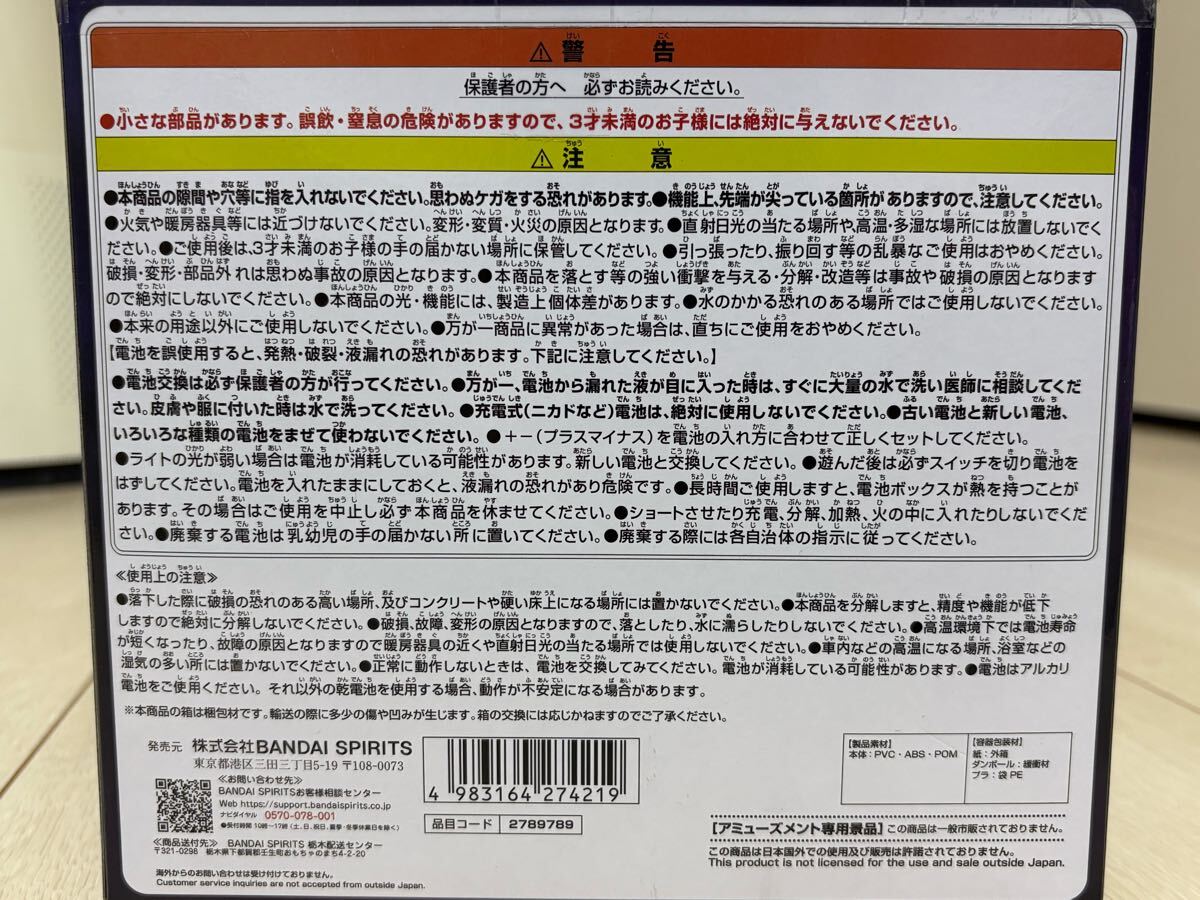 ⚠警告
保護者の方へ 必ずお読みください。
●小さな部品があります。誤飲・窒息の危険がありますので、3才未満のお子様には絶対に与えないでください。
⚠注意
●本商品の隙間や穴等に指を入れないでください。思わぬケガをする恐れがあります。●機能上、先端が尖っている箇所がありますので、注意してください。
●火気や暖房器具等には近づけないでください。変形・変質・火災の原因となります。●直射日光の当たる場所や、高温・多湿な場所には放置しないでく
ださい。●ご使用後は、3才未満のお子様の手の届かない場所に保管してください。●引っ張ったり、振り回す等の乱暴なご使用はおやめください。
破損・変形・部品外れは思わぬ事故の原因となります。●本商品を落とす等の強い衝撃を与える・分解・改造等は事故や破損の原因となります
ので絶対にしないでください。●本商品の光・機能には、製造上個体差があります。●水のかかる恐れのある場所ではご使用しないでください。
●本来の用途以外にご使用しないでください。●万が一商品に異常があった場合は、直ちにご使用をおやめください。
【電池を誤使用すると、発熱・破裂・液漏れの恐れがあります。下記に注意してください。】
●電池交換は必ず保護者の方が行ってください。●万が一、電池から漏れた液が目に入った時は、すぐに大量の水で洗い医師に相談してくだ
さい。皮膚や服に付いた時は水で洗ってください。●充電式(ニカドなど)電池は、絶対に使用しないでください。●古い電池と新しい電池、
いろいろな種類の電池をまぜて使わないでください。●+-(プラスマイナス)を電池の入れ方に合わせて正しくセットしてください。
●ライトの光が弱い場合は電池が消耗している可能性があります。新しい電池と交換してください。●遊んだ後は必ずスイッチを切り電池を
はずしてください。電池を入れたままにしておくと、液漏れの恐れがあり危険です。●長時間ご使用しますと、電池ボックスが熱を持つことが
あります。その場合はご使用を中止し必ず本商品を休ませてください。●ショートさせたり充電、分解、加熱、火の中に入れたりしないでくだ
さい。●廃棄する電池は乳幼児の手の届かない所に置いてください。●廃棄する際には各自治体の指示に従ってください。
≪使用上の注意≫
●落下した際に破損の恐れのある高い場所、及びコンクリートや硬い床上になる場所には置かないでください。●本商品を分解しますと、精度や機能が低下
しますので絶対に分解しないでください。●破損、故障、変形の原因となりますので、落としたり、水に濡らしたりしないでください。●高温環境下では電池寿命
が短くなったり、故障の原因となりますので暖房器具の近くや直射日光の当たる場所では使用しないでください。●車内などの高温になる場所、浴室などの
湿気の多い所には置かないでください。●正常に動作しないときは、電池を交換してみてください。電池が消耗している可能性があります。●電池はアルカリ
電池をご使用ください。それ以外の乾電池を使用する場合、動作が不安定になる場合があります。
※本商品の箱は梱包材です。輸送の際に多少の傷や凹みが生じます。箱の交換には応じかねますのでご了承ください。
発売元 株式会社BANDAI SPIRITS
東京都港区三田三丁目5-19 〒108-0073
≪お問い合わせ先≫
BANDAI SPIRITSお客様相談センター
Web https://support.bandaispirits.co.jp
ナビダイヤル 0570-078-001
●受付時間 10時〜17時(土、日、祝日、夏季・冬季休業日を除く)
≪商品送付先≫ BANDAI SPIRITS 栃木配送センター
〒321-0298 栃木県下都賀郡壬生町おもちゃのまち4-2-20
海外からのお問い合わせは受け付けておりません。
Customer service inquiries are not accepted from outside Japan.
4 983164 274219
品目コード 2789789
【製品素材】
本体:PVC・ABS・POM
【容器包装材】
紙:外箱
ダンボール:緩衝材
プラ:袋 PE
【アミューズメント専用景品】この商品は一般市販されておりません。
この商品は日本国外での使用及び販売は許諾されておりません。
This product is not licensed for the use and sale outside Japan.